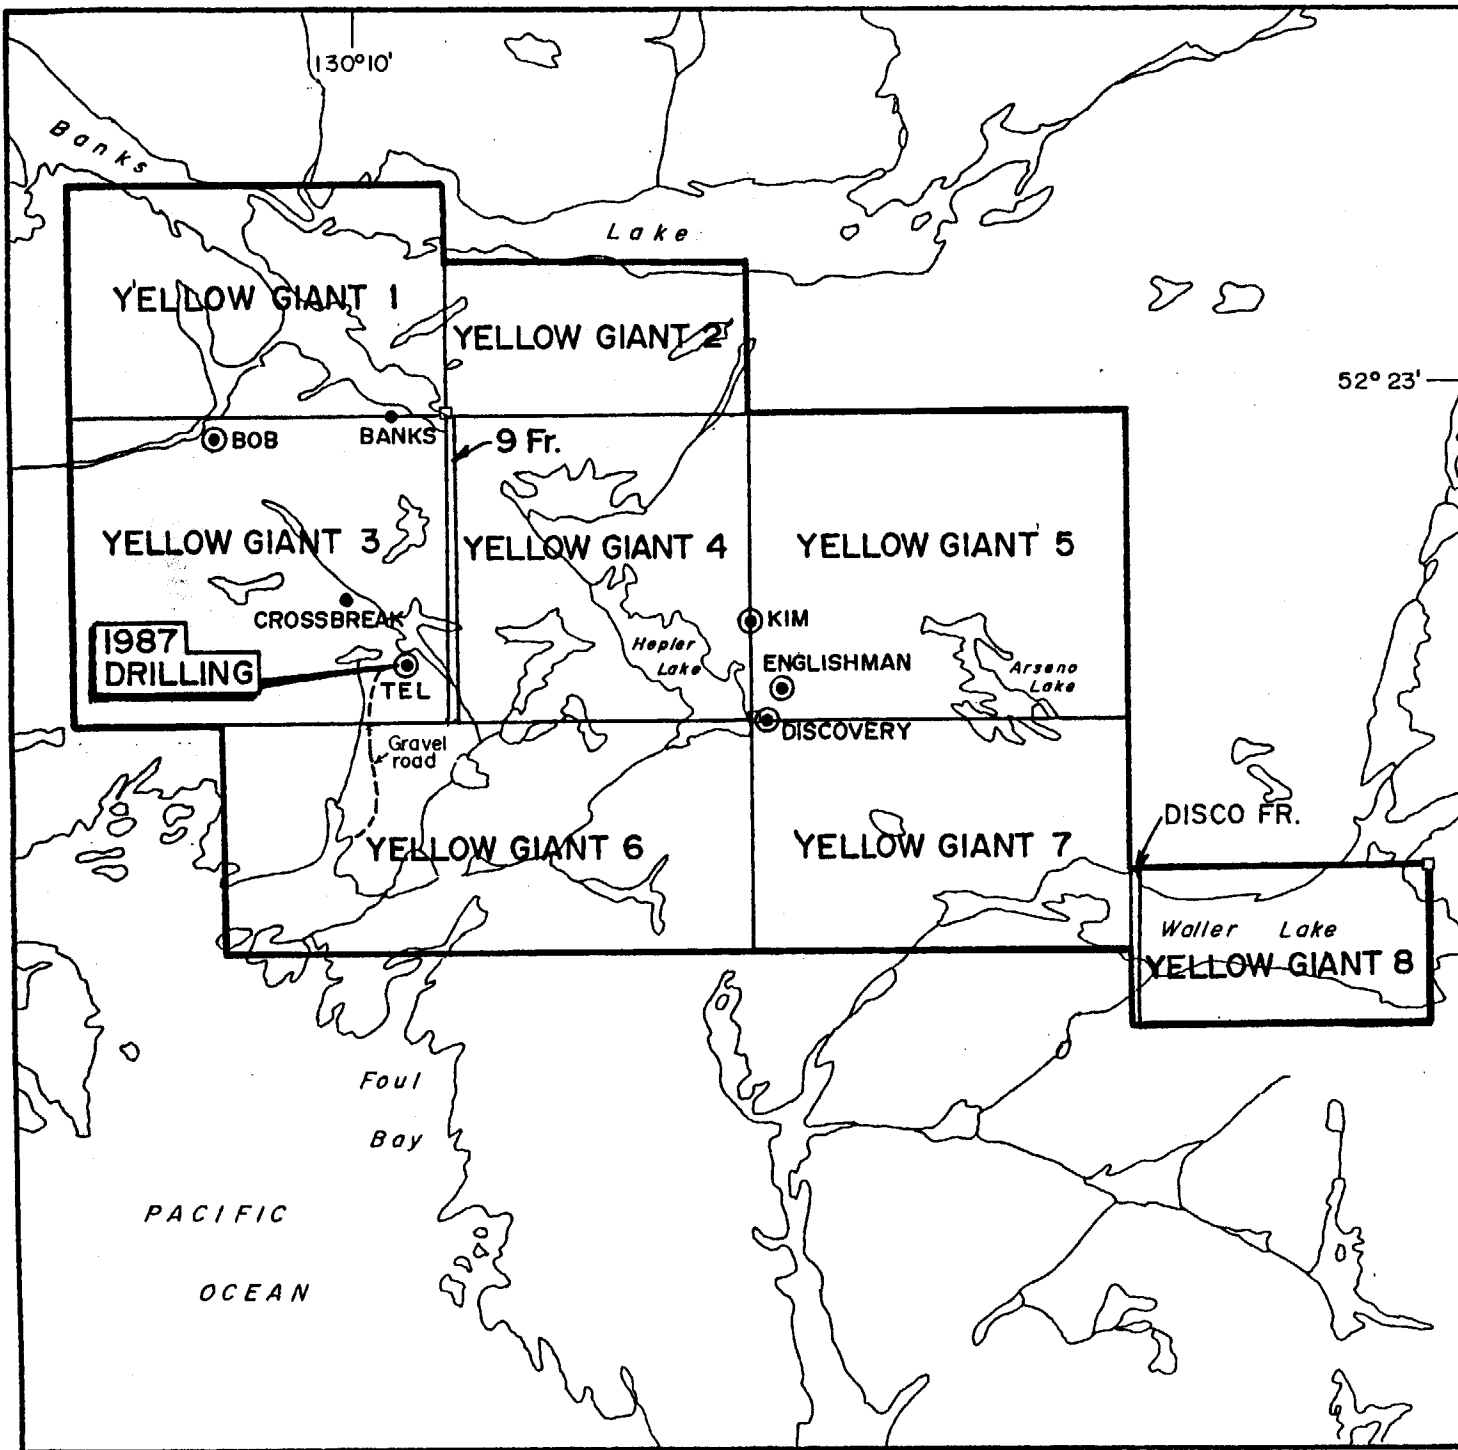 130°10'
Banks
Lake
YELLOW GIANT 1
YELLOW GIANT 2
52° 23'
BOB
BANKS
9 Fr.
YELLOW GIANT 3
YELLOW GIANT 4
YELLOW GIANT 5
CROSSBREAK
KIM
1987
DRILLING
Hepler
Lake
ENGLISHMAN
Arseno
Lake
TEL
DISCOVERY
Gravel
road
DISCO FR.
YELLOW GIANT 6
YELLOW GIANT 7
Waller Lake
YELLOW GIANT 8
Foul
Bay
PACIFIC
OCEAN